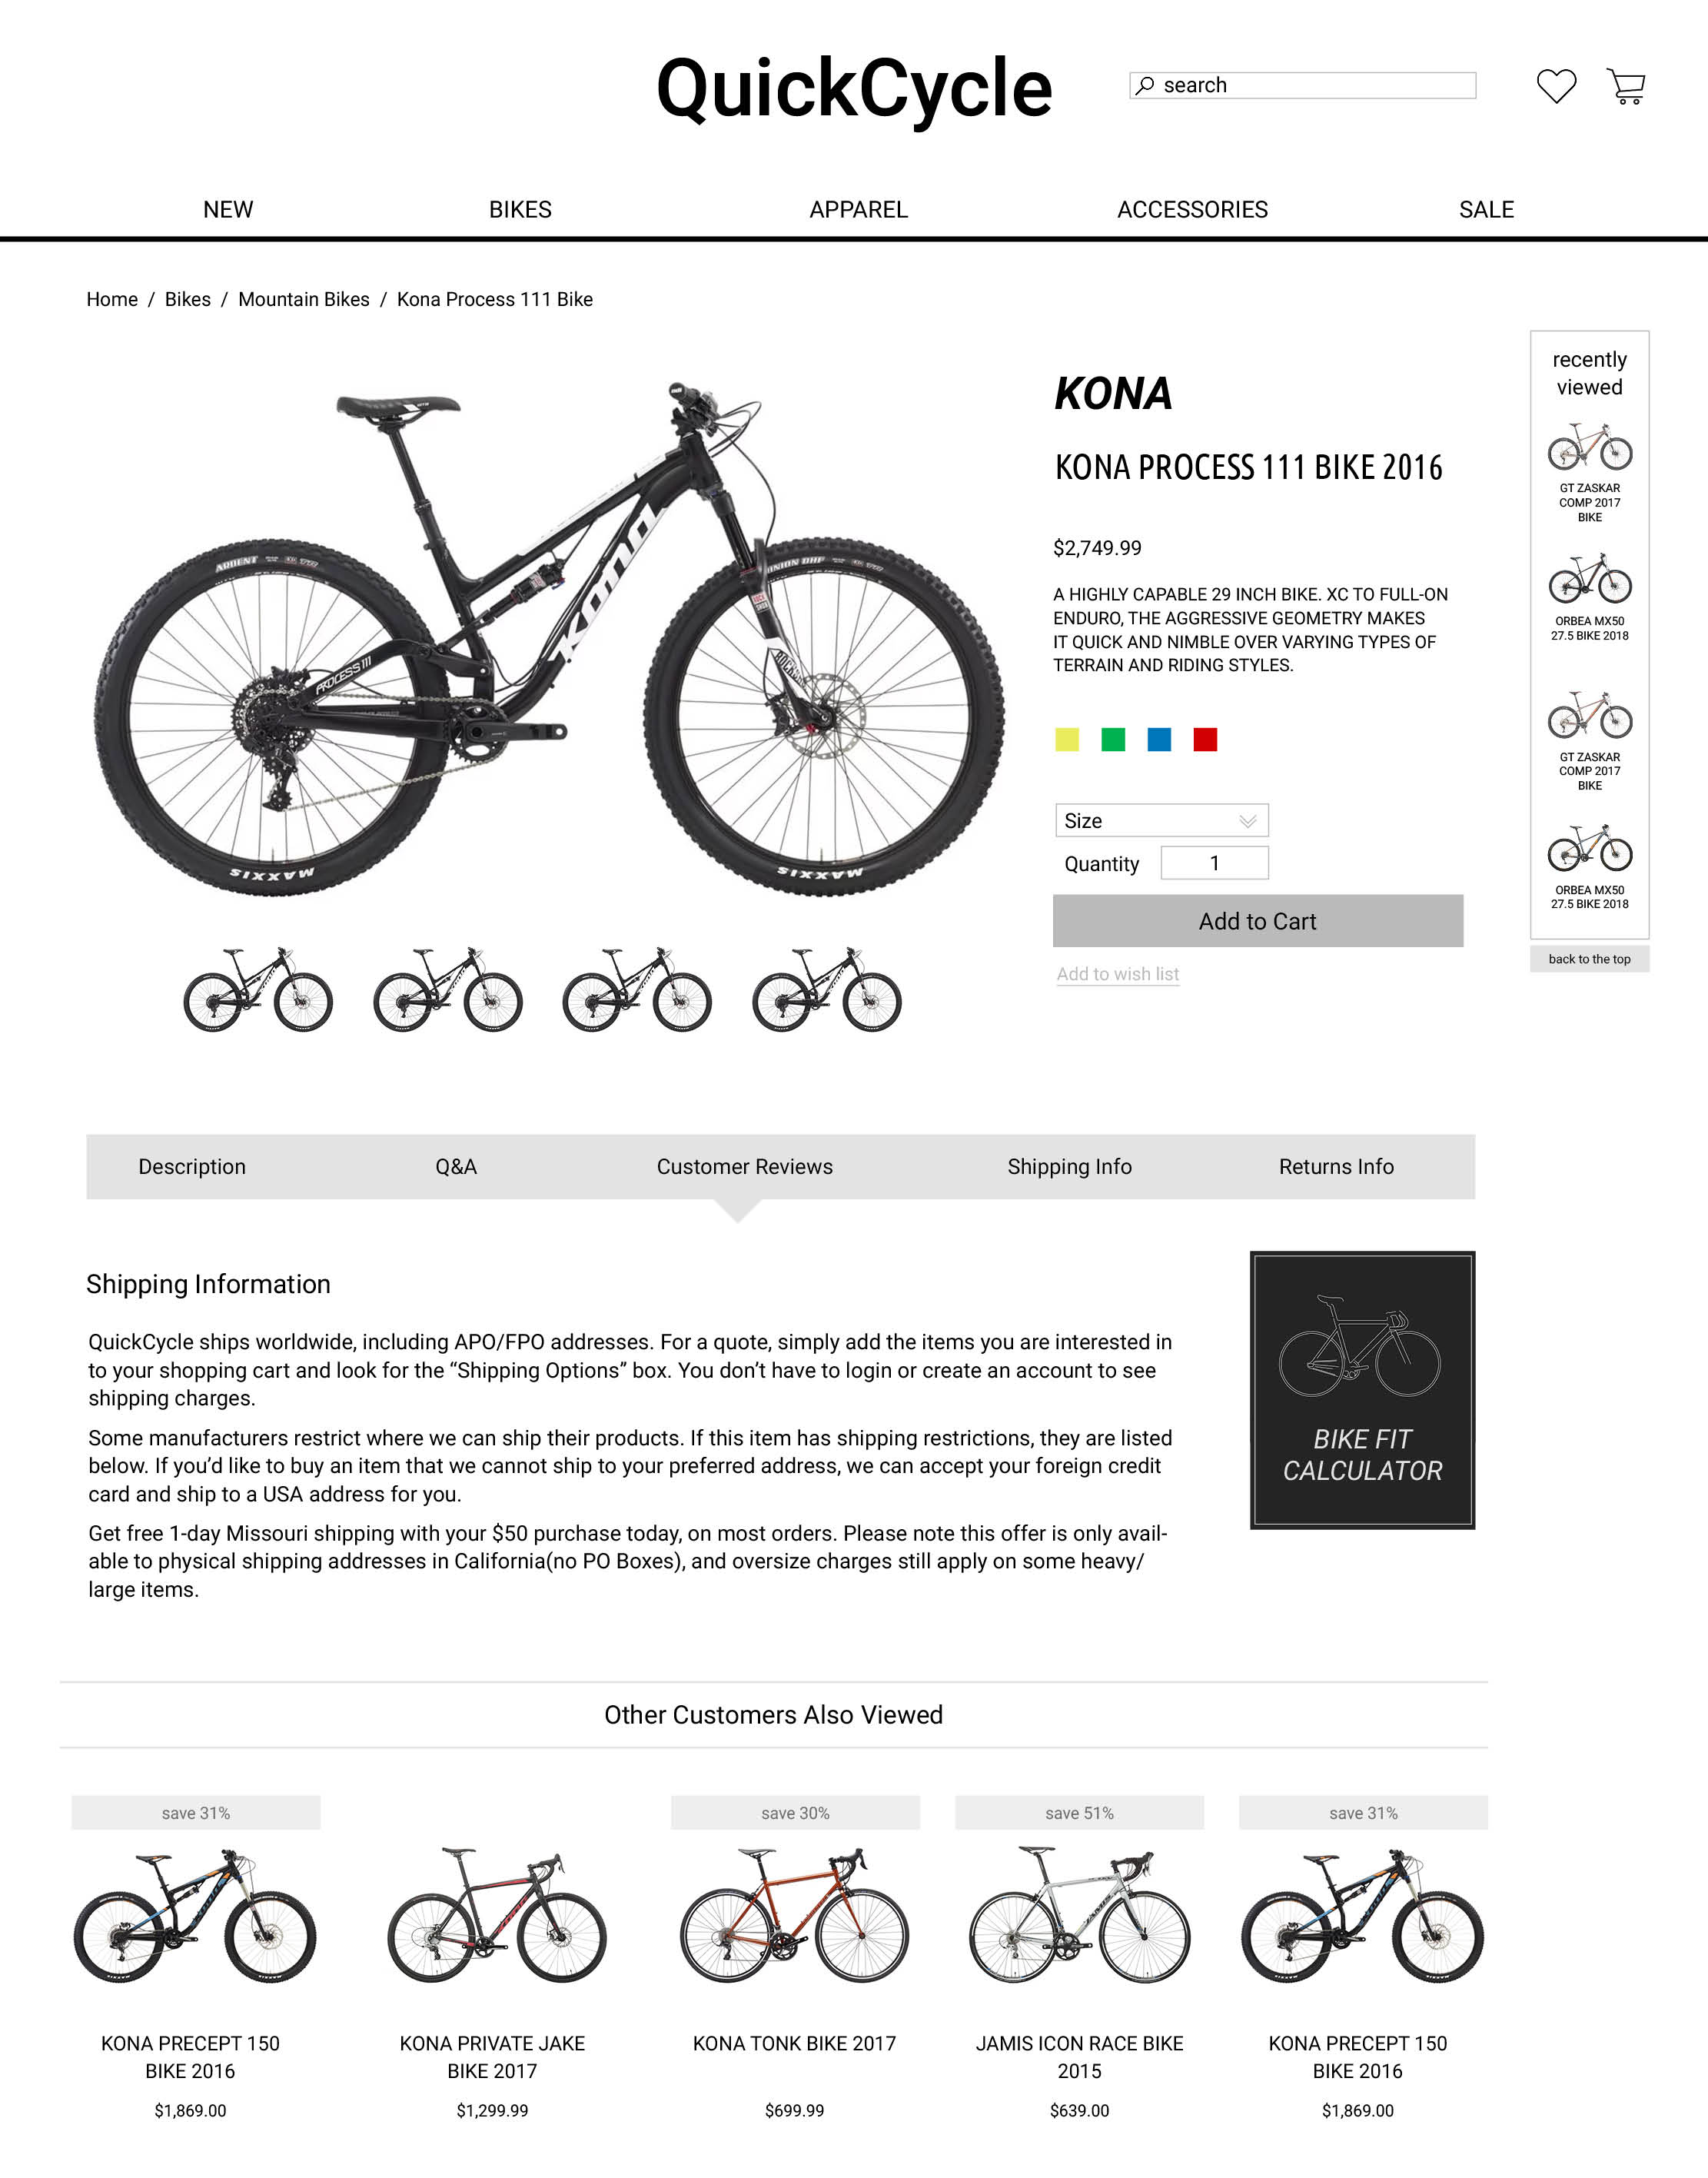 QuickCycle
search
NEW
BIKES
APPAREL
ACCESSORIES
SALE
Home / Bikes / Mountain Bikes / Kona Process 111 Bike
ARDENT
MAXXIS
PROCESS 111
KONA
MAXXIS
KONA
KONA PROCESS 111 BIKE 2016
$2,749.99
A HIGHLY CAPABLE 29 INCH BIKE. XC TO FULL-ON
ENDURO, THE AGGRESSIVE GEOMETRY MAKES
IT QUICK AND NIMBLE OVER VARYING TYPES OF
TERRAIN AND RIDING STYLES.
Size
Quantity
1
Add to Cart
Add to wish list
recently
viewed
GT ZASKAR
COMP 2017
BIKE
ORBEA MX50
27.5 BIKE 2018
GT ZASKAR
COMP 2017
BIKE
ORBEA MX50
27.5 BIKE 2018
back to the top
Description
Q&A
Customer Reviews
Shipping Info
Returns Info
Shipping Information
QuickCycle ships worldwide, including APO/FPO addresses. For a quote, simply add the items you are interested in
to your shopping cart and look for the “Shipping Options” box. You don’t have to login or create an account to see
shipping charges.
Some manufacturers restrict where we can ship their products. If this item has shipping restrictions, they are listed
below. If you’d like to buy an item that we cannot ship to your preferred address, we can accept your foreign credit
card and ship to a USA address for you.
Get free 1-day Missouri shipping with your $50 purchase today, on most orders. Please note this offer is only avail-
able to physical shipping addresses in California(no PO Boxes), and oversize charges still apply on some heavy/
large items.
BIKE FIT
CALCULATOR
Other Customers Also Viewed
save 31%
KONA PRECEPT 150
BIKE 2016
$1,869.00
KONA PRIVATE JAKE
BIKE 2017
$1,299.99
save 30%
KONA TONK BIKE 2017
$699.99
save 51%
JAMIS ICON RACE BIKE
2015
$639.00
save 31%
KONA PRECEPT 150
BIKE 2016
$1,869.00